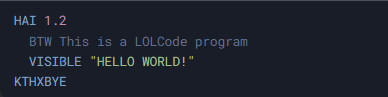 HAI 1.2
  BTW This is a LOLCode program
  VISIBLE "HELLO WORLD!"
KTHXBYE